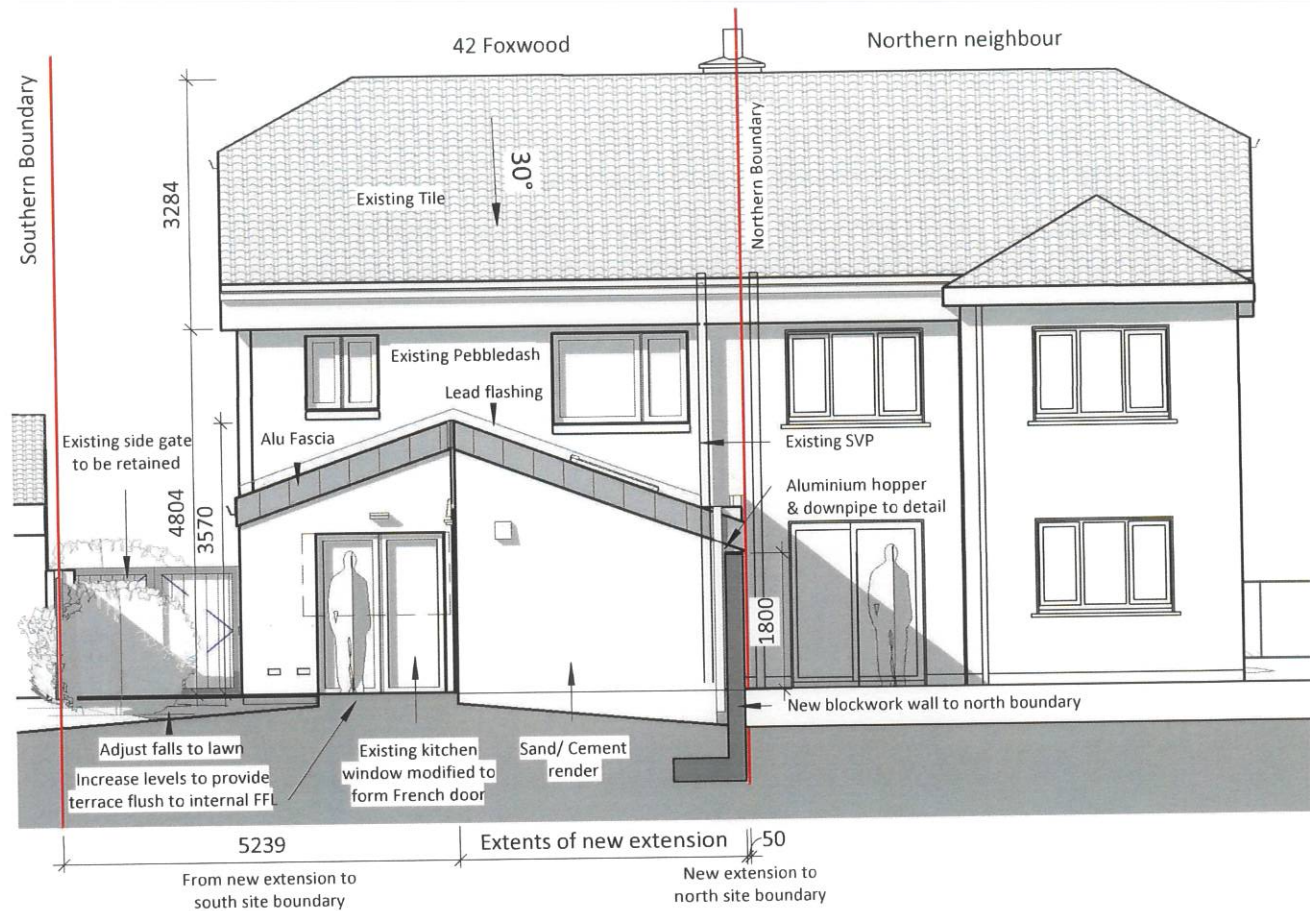 42 Foxwood
Northern neighbour
Southern Boundary
Northern Boundary
3284
30°
Existing Tile
Existing Pebbledash
Lead flashing
Alu Fascia
Existing side gate
to be retained
4804
3570
Existing SVP
Aluminium hopper
& downpipe to detail
1800
New blockwork wall to north boundary
Adjust falls to lawn
Increase levels to provide
terrace flush to internal FFL
Existing kitchen
window modified to
form French door
Sand/ Cement
render
5239
Extents of new extension
50
From new extension to
south site boundary
New extension to
north site boundary